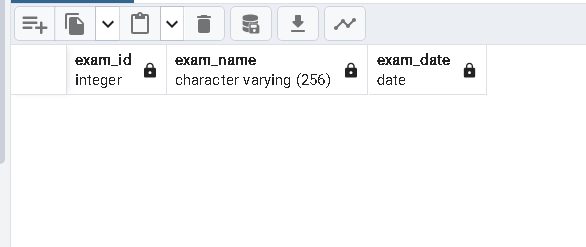 exam_id
integer
exam_name
character varying (256)
exam_date
date